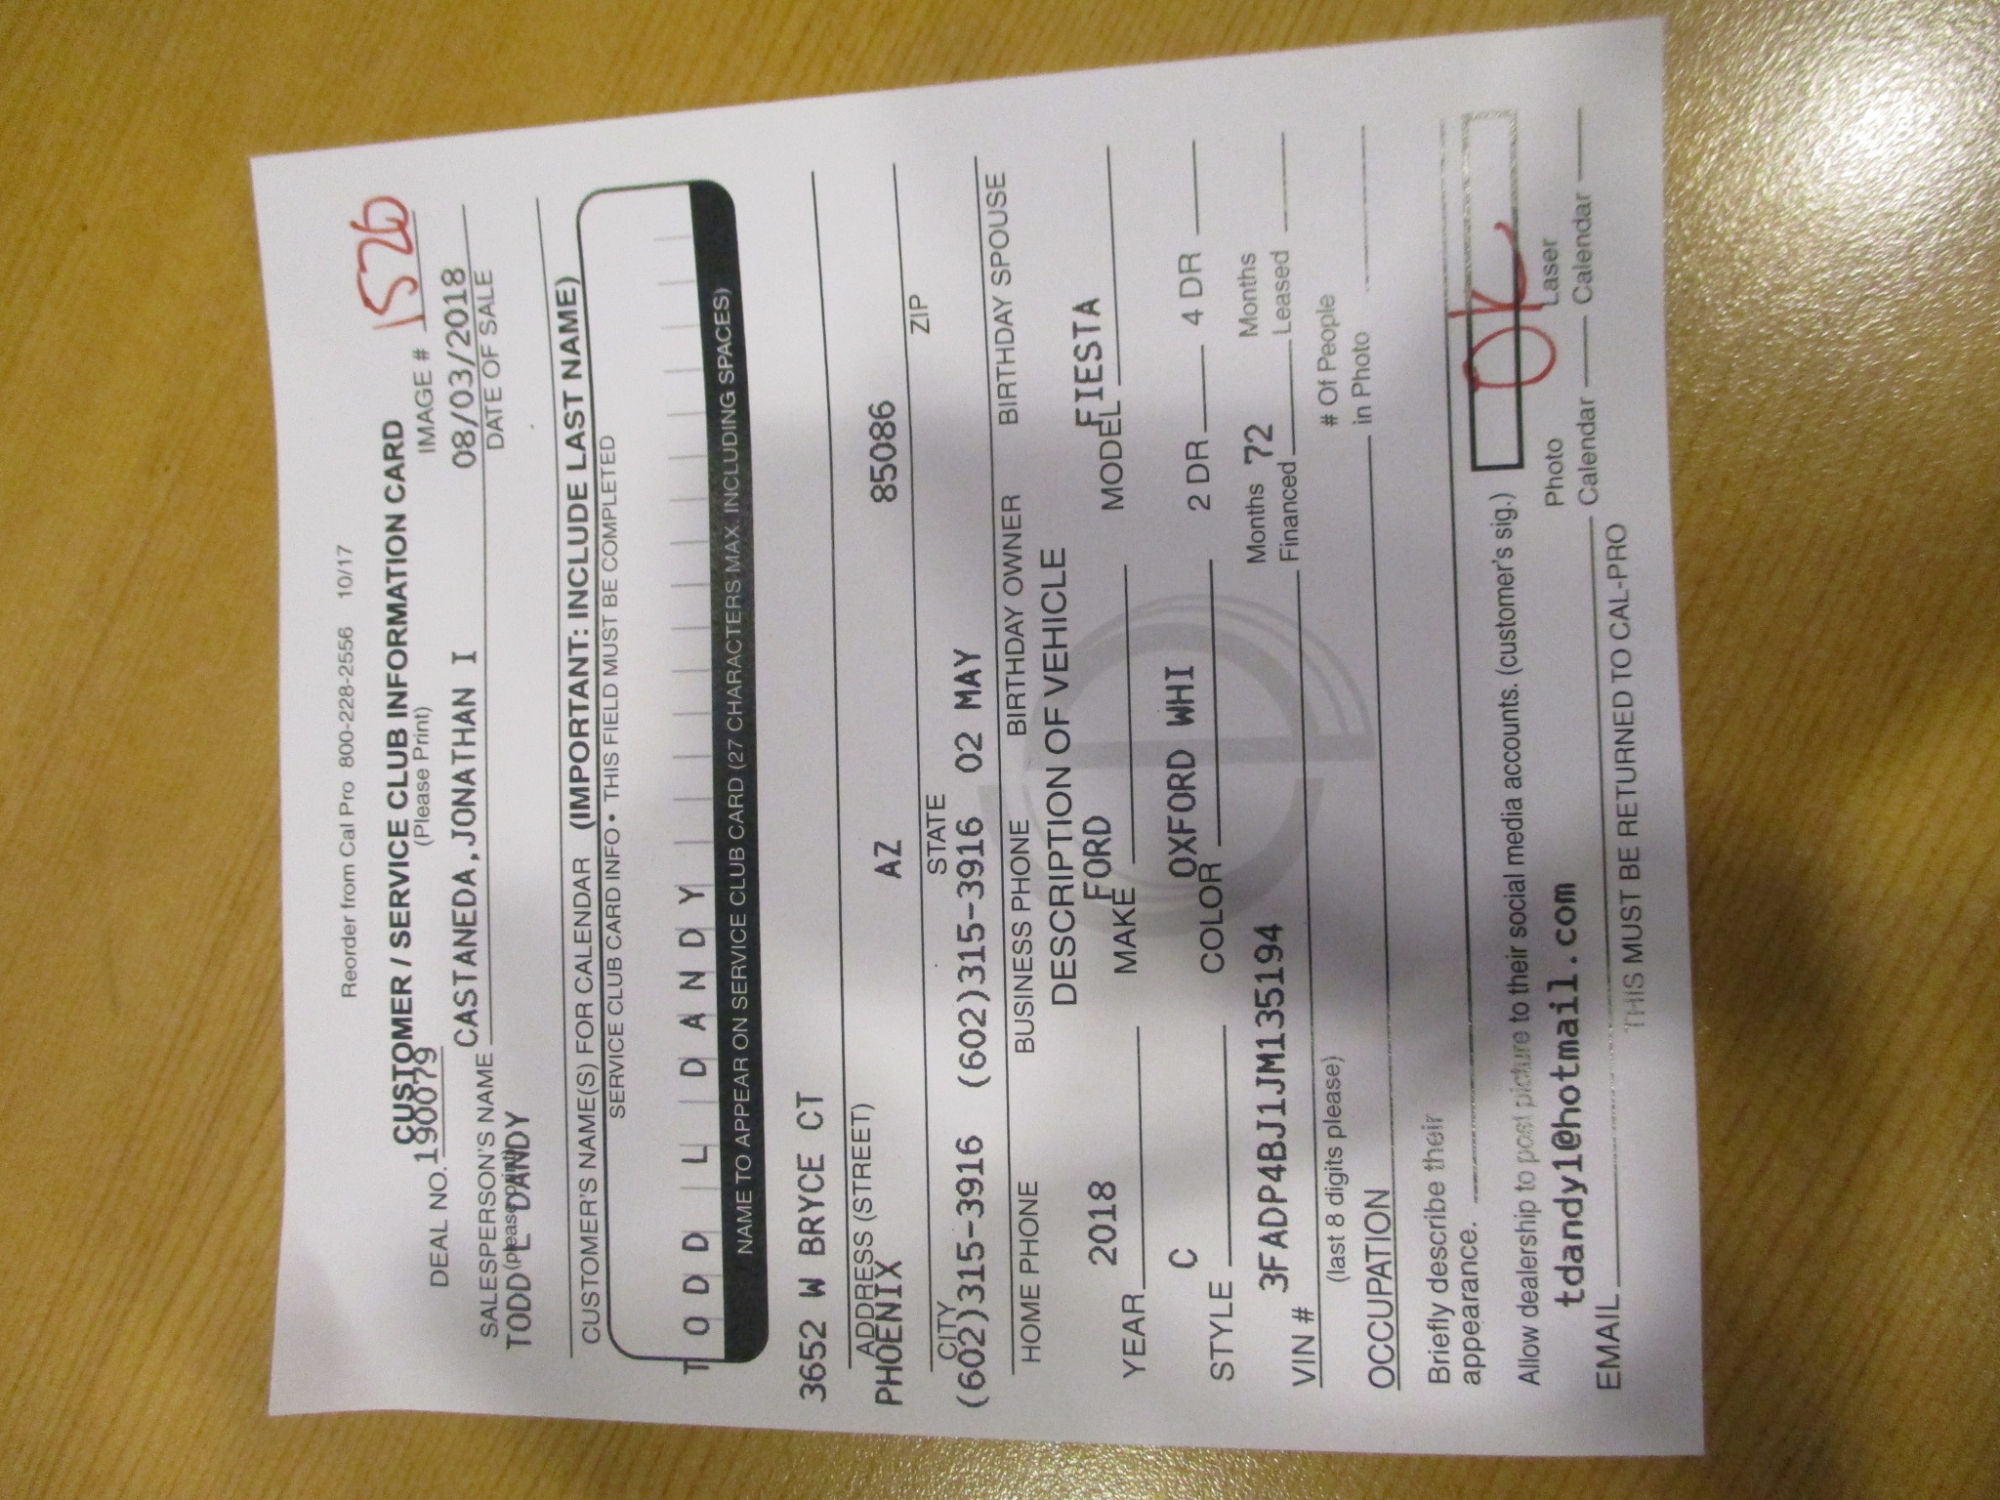 Reorder from Cal Pro 800-228-2556 10/17
CUSTOMER / SERVICE CLUB INFORMATION CARD
(Please Print)
DEAL NO. 190079 IMAGE # 1526
CASTANEDA,JONATHAN I 08/03/2018
SALESPERSON'S NAME (please print) DATE OF SALE
TODD L DANDY
CUSTOMER'S NAME(S) FOR CALENDAR (IMPORTANT: INCLUDE LAST NAME)
SERVICE CLUB CARD INFO • THIS FIELD MUST BE COMPLETED
TODD L DANDY
NAME TO APPEAR ON SERVICE CLUB CARD (27 CHARACTERS MAX. INCLUDING SPACES)
3652 W BRYCE CT
ADDRESS (STREET)
PHOENIX AZ 85086
CITY STATE ZIP
(602)315-3916 (602)315-3916 02 MAY
HOME PHONE BUSINESS PHONE BIRTHDAY OWNER BIRTHDAY SPOUSE
DESCRIPTION OF VEHICLE
YEAR 2018 MAKE FORD MODEL FIESTA
STYLE C COLOR OXFORD WHI 2 DR 4 DR
VIN # 3FADP4BJ1JM135194 Months Financed 72 Months Leased
(last 8 digits please)
OCCUPATION # Of People in Photo
Briefly describe their
appearance.
Allow dealership to post picture to their social media accounts. (customer's sig.) OK
tdandy1@hotmail.com
EMAIL Photo Calendar Laser Calendar Calendar
THIS MUST BE RETURNED TO CAL-PRO